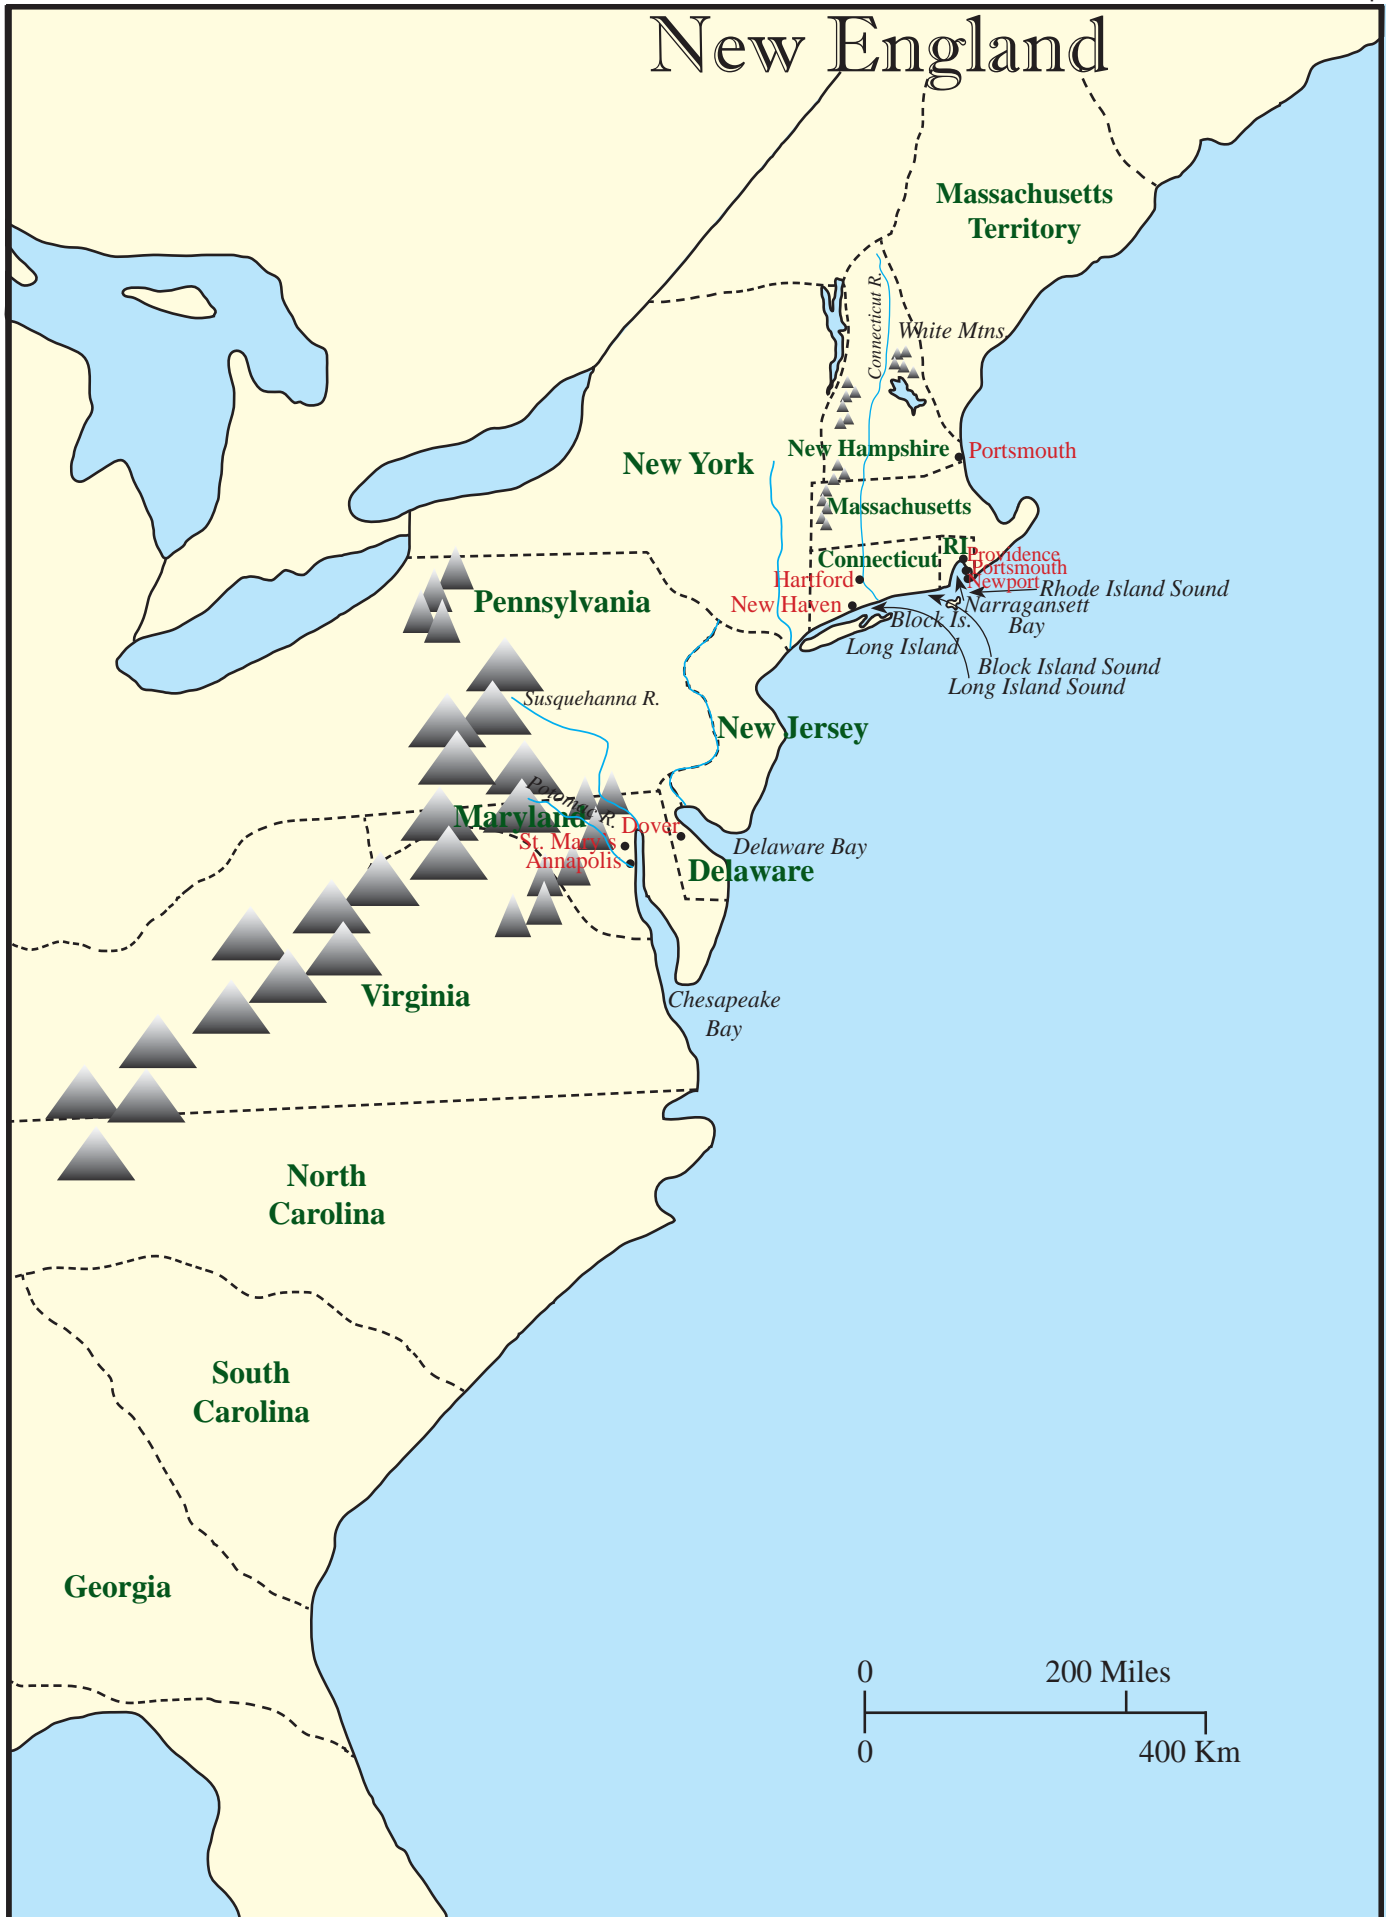 New England
Massachusetts
Territory
Connecticut R.
White Mtns.
New Hampshire
Portsmouth
New York
Massachusetts
RI
Providence
Connecticut
Portsmouth
Hartford
Newport
Rhode Island Sound
New Haven
Narragansett
Bay
Block Is.
Long Island
Block Island Sound
Long Island Sound
Pennsylvania
Susquehanna R.
New Jersey
Potomac R.
Maryland
Dover
St. Mary's
Annapolis
Delaware Bay
Delaware
Virginia
Chesapeake
Bay
North
Carolina
South
Carolina
Georgia
0 200 Miles
0 400 Km